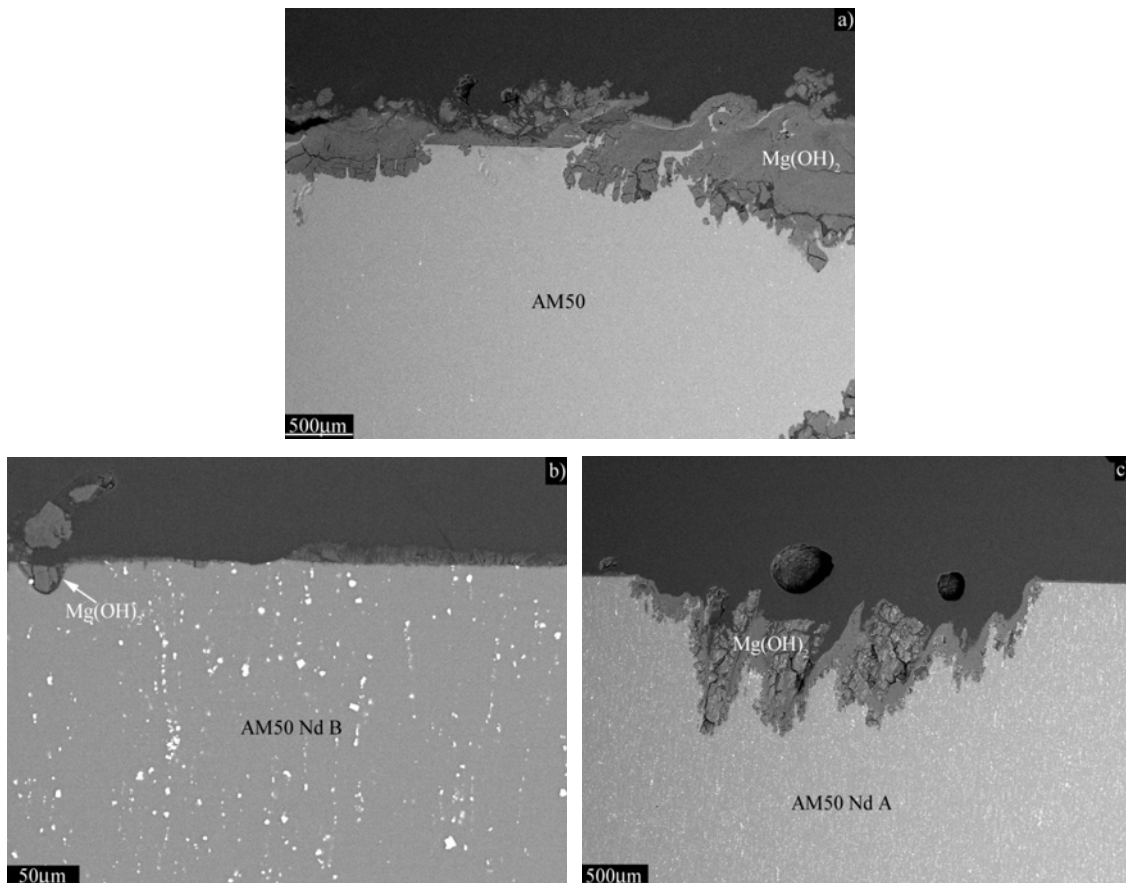 a)
Mg(OH)₂
AM50
500µm
b)
Mg(OH)₂
AM50 Nd B
50µm
c
Mg(OH)₂
AM50 Nd A
500µm